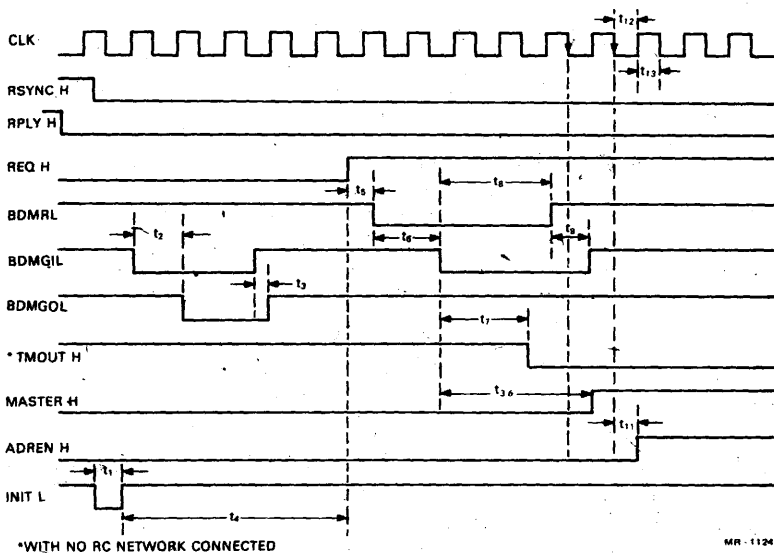 CLK
t12
t13
RSYNC H
RPLY H
REQ H
t5
t8
BDMRL
t2
t6
t9
BDMGIL
t3
BDMGOL
t7
*TMOUT H
t36
MASTER H
t11
ADREN H
t1
INIT L
t4
*WITH NO RC NETWORK CONNECTED
MR-1124